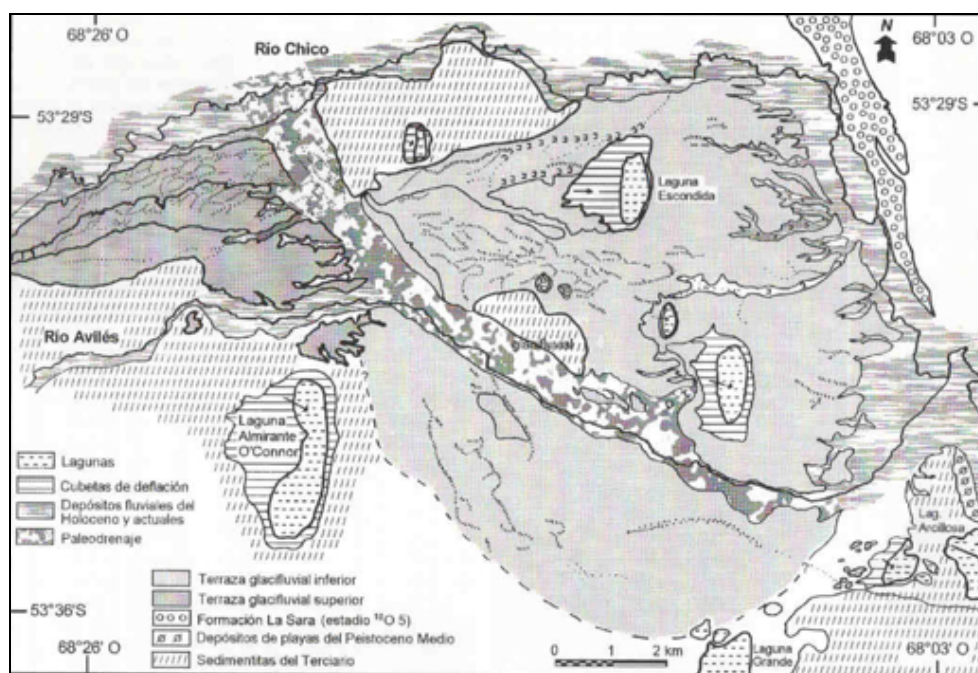 68°26' O
Río Chico
N
68°03' O
53°29'S
53°29'S
Laguna
Escondida
Río Avilés
Laguna
Almirante
O'Connor
Lagunas
Cubetas de deflación
Depósitos fluviales del
Holoceno y actuales
Paleodrenaje
Lag.
Arcillosa
Terraza glacifluvial inferior
Terraza glacifluvial superior
Formación La Sara (estadio ¹⁸O 5)
Depósitos de playas del Peistoceno Medio
Sedimentitas del Terciario
53°36'S
0 2 km
Laguna
Grande
68°26' O
68°03' O